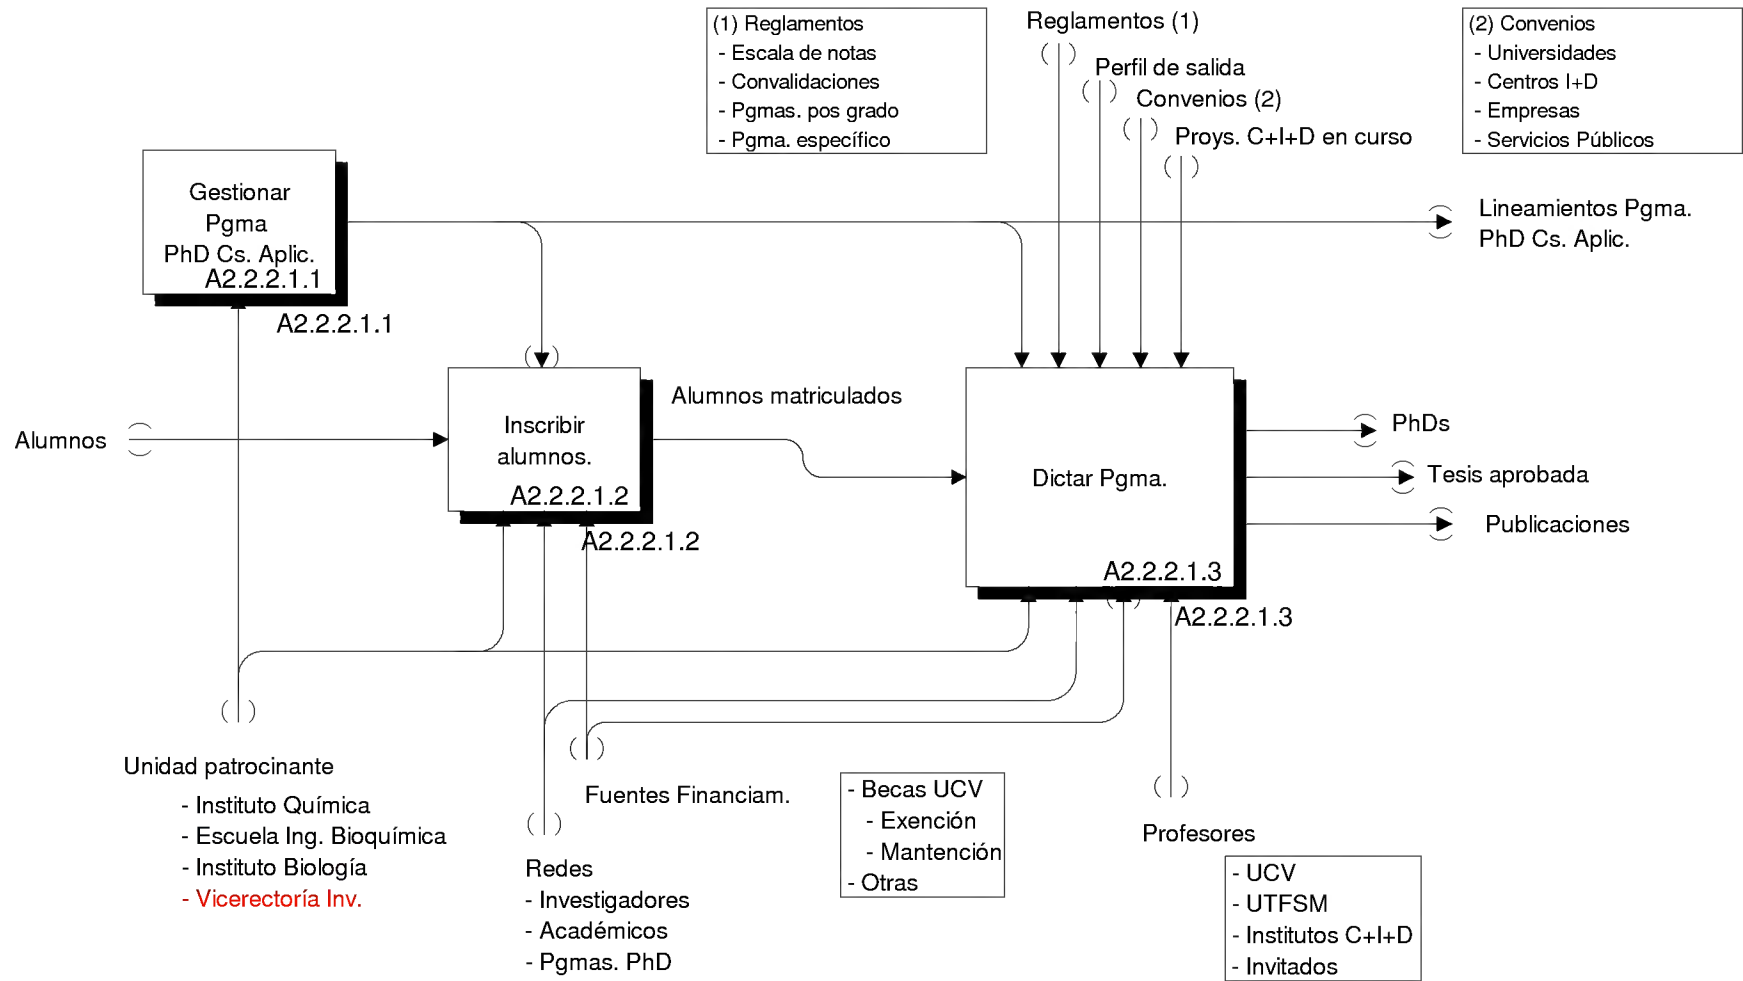 (1) Reglamentos
- Escala de notas
- Convalidaciones
- Pgmas. pos grado
- Pgma. específico
Reglamentos (1)
Perfil de salida
Convenios (2)
Proys. C+I+D en curso
(2) Convenios
- Universidades
- Centros I+D
- Empresas
- Servicios Públicos
Gestionar
Pgma
PhD Cs. Aplic.
A2.2.2.1.1
A2.2.2.1.1
Lineamientos Pgma.
PhD Cs. Aplic.
Alumnos
Inscribir
alumnos.
A2.2.2.1.2
A2.2.2.1.2
Alumnos matriculados
Dictar Pgma.
A2.2.2.1.3
A2.2.2.1.3
PhDs
Tesis aprobada
Publicaciones
Unidad patrocinante
- Instituto Química
- Escuela Ing. Bioquímica
- Instituto Biología
- Vicerectoría Inv.
Redes
- Investigadores
- Académicos
- Pgmas. PhD
Fuentes Financiam.
- Becas UCV
- Exención
- Mantención
- Otras
Profesores
- UCV
- UTFSM
- Institutos C+I+D
- Invitados